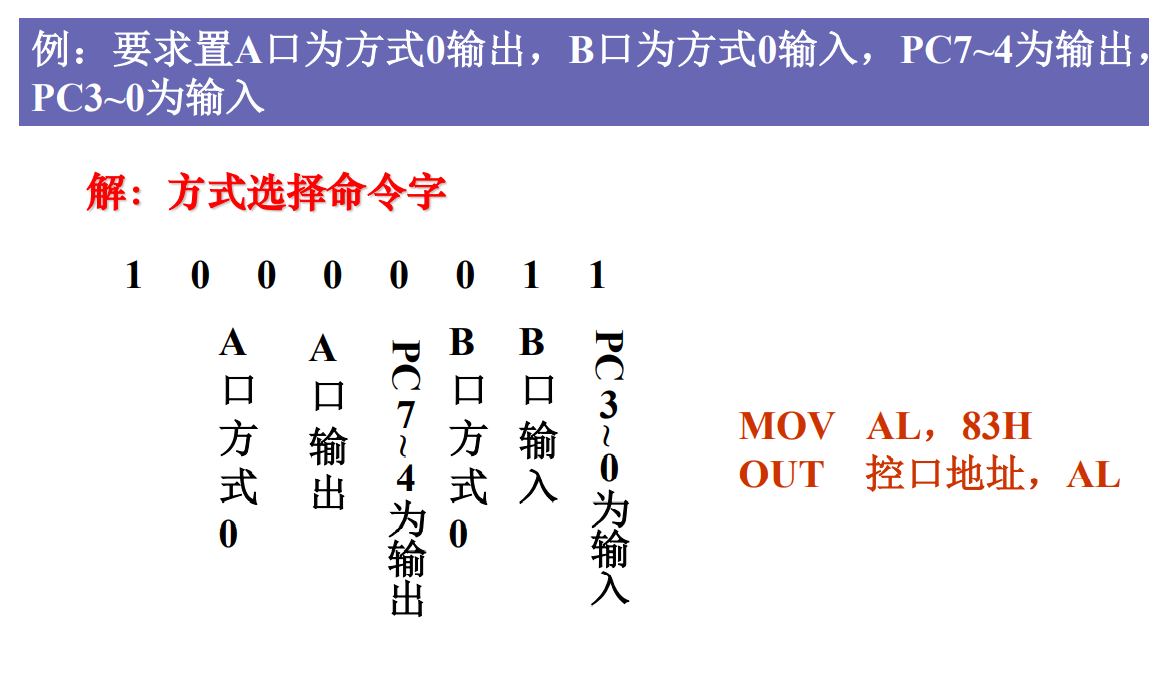 例：要求置A口为方式0输出，B口为方式0输入，PC7~4为输出，
PC3~0为输入
解：方式选择命令字
1 0 0 0 0 0 1 1
A口方式0
A口输出
PC7~4为输出
B口方式0
B口输入
PC3~0为输入
MOV AL，83H
OUT 控口地址，AL